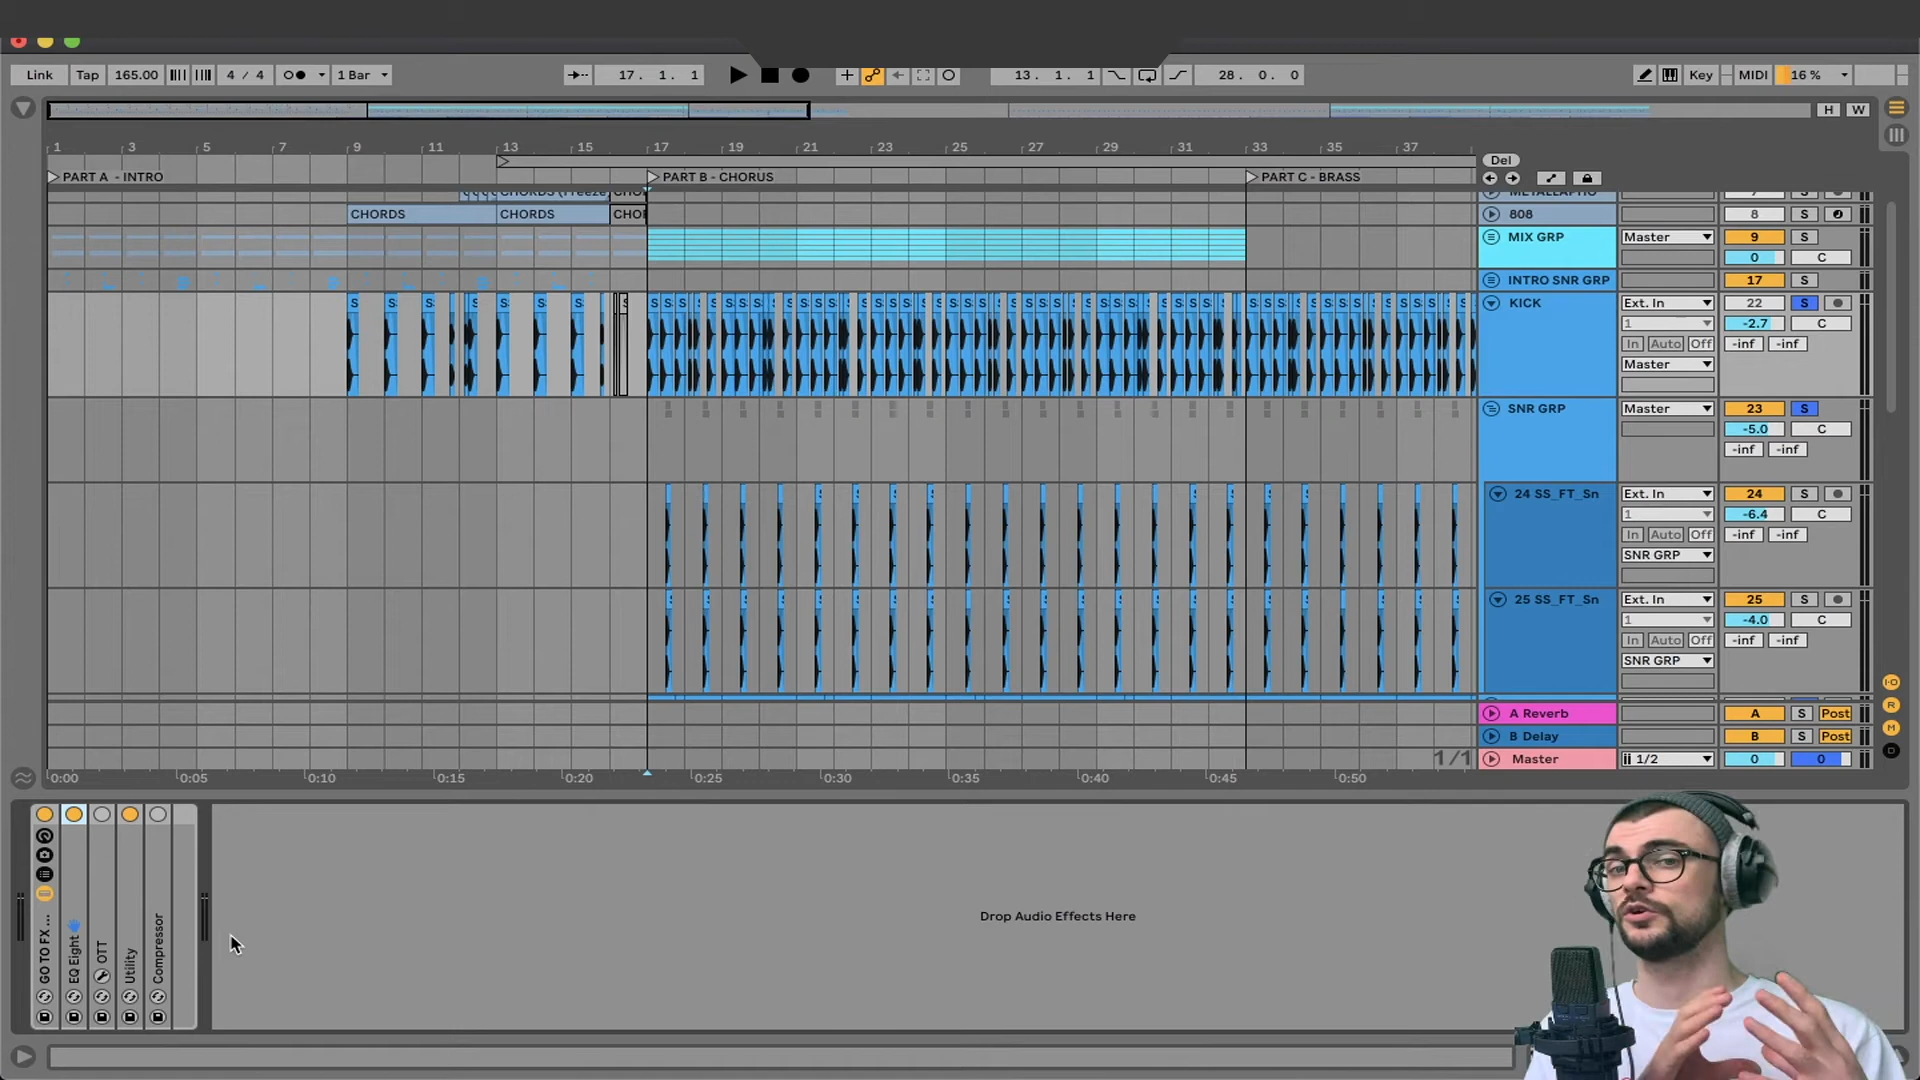 Link Tap 165.00 4 / 4 1 Bar 17. 1. 1 13. 1. 1 28. 0. 0 Key MIDI 16 %
H W
1 3 5 7 9 11 13 15 17 19 21 23 25 27 29 31 33 35 37 Del
PART A - INTRO PART B - CHORUS PART C - BRASS
CHORDS (Freeze
CHORDS CHORDS CHOI 808 8 S
MIX GRP Master 9 S
0 C
INTRO SNR GRP 17 S
KICK Ext. In 22 S
1 -2.7 C
In Auto Off -inf -inf
Master
SNR GRP Master 23 S
-5.0 C
-inf -inf
24 SS_FT_Sn Ext. In 24 S
1 -6.4 C
In Auto Off -inf -inf
SNR GRP
25 SS_FT_Sn Ext. In 25 S
1 -4.0 C
In Auto Off -inf -inf
SNR GRP
A Reverb A S Post
B Delay B S Post
1/1 Master 1/2 0 0
0:00 0:05 0:10 0:15 0:20 0:25 0:30 0:35 0:40 0:45 0:50
GO TO FX ...
EQ Eight
OTT
Utility
Compressor
Drop Audio Effects Here